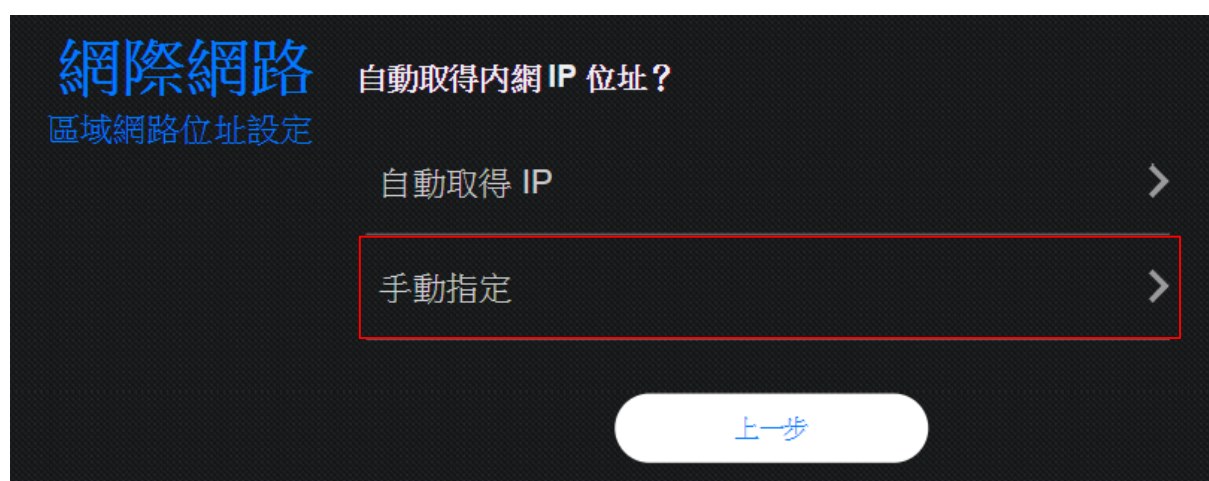 網際網路
區域網路位址設定
自動取得内網 IP 位址？
自動取得 IP
手動指定
上一步